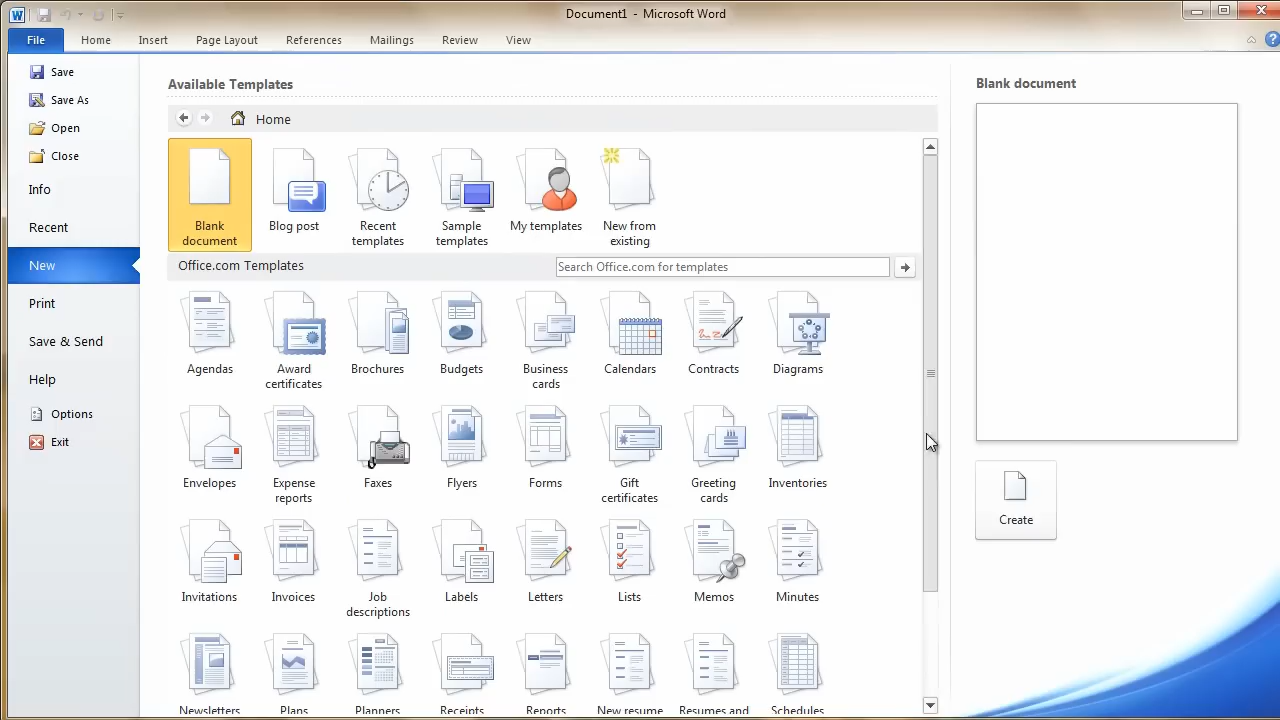 Document1 - Microsoft Word
File Home Insert Page Layout References Mailings Review View
Save
Save As
Open
Close
Info
Recent
New
Print
Save & Send
Help
Options
Exit
Available Templates
Home
Blank document
Blog post
Recent templates
Sample templates
My templates
New from existing
Office.com Templates
Search Office.com for templates
Agendas
Award certificates
Brochures
Budgets
Business cards
Calendars
Contracts
Diagrams
Envelopes
Expense reports
Faxes
Flyers
Forms
Gift certificates
Greeting cards
Inventories
Invitations
Invoices
Job descriptions
Labels
Letters
Lists
Memos
Minutes
Newsletters
Plans
Planners
Receipts
Reports
New resume
Resumes and
Schedules
Blank document
Create